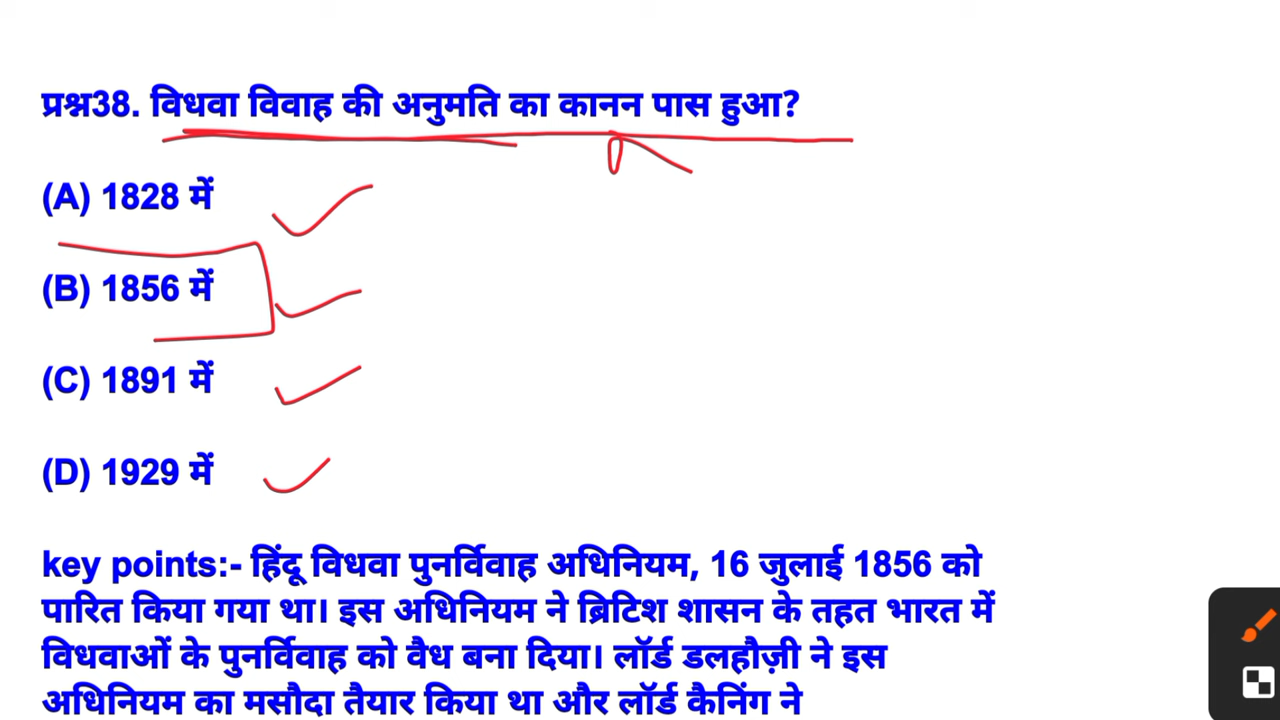 प्रश्न38. विधवा विवाह की अनुमति का कानन पास हुआ?
(A) 1828 में
(B) 1856 में
(C) 1891 में
(D) 1929 में
key points:- हिंदू विधवा पुनर्विवाह अधिनियम, 16 जुलाई 1856 को
पारित किया गया था। इस अधिनियम ने ब्रिटिश शासन के तहत भारत में
विधवाओं के पुनर्विवाह को वैध बना दिया। लॉर्ड डलहौज़ी ने इस
अधिनियम का मसौदा तैयार किया था और लॉर्ड कैनिंग ने